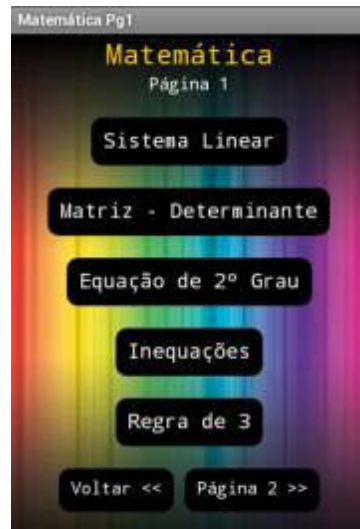 Matemática Pg1
Matemática
Página 1
Sistema Linear
Matriz - Determinante
Equação de 2º Grau
Inequações
Regra de 3
Voltar << Página 2 >>